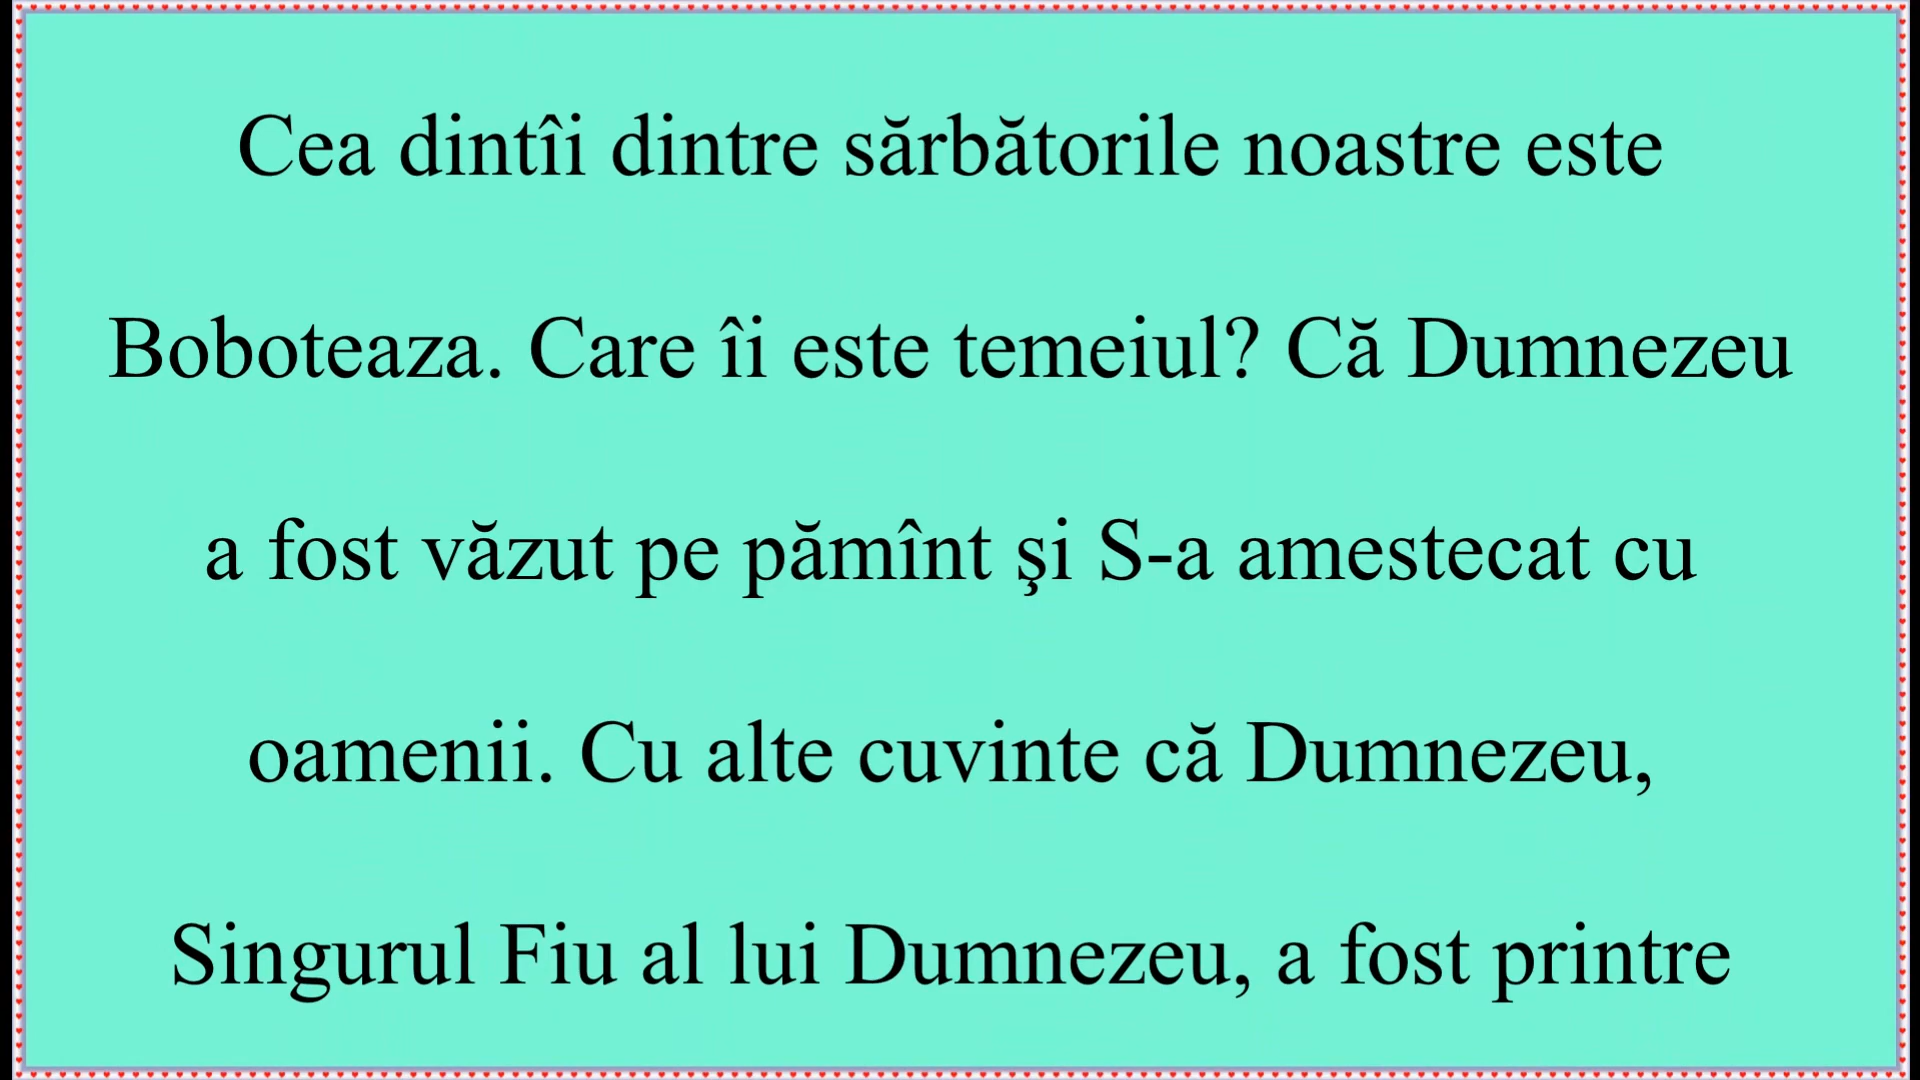 Cea dintîi dintre sărbătorile noastre este
Boboteaza. Care îi este temeiul? Că Dumnezeu
a fost văzut pe pămînt şi S-a amestecat cu
oamenii. Cu alte cuvinte că Dumnezeu,
Singurul Fiu al lui Dumnezeu, a fost printre